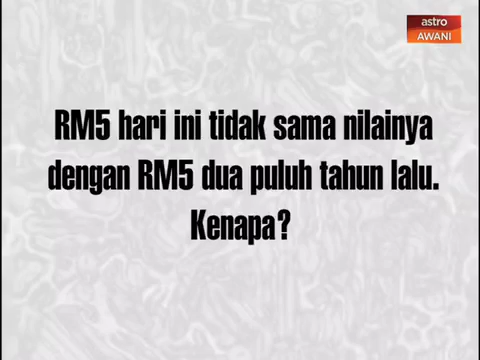 astro
AWANI
RM5 hari ini tidak sama nilainya
dengan RM5 dua puluh tahun lalu.
Kenapa?